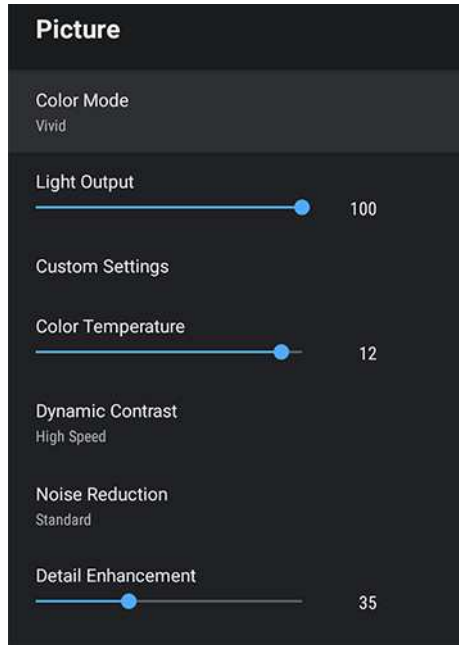 Picture
Color Mode
Vivid
Light Output
100
Custom Settings
Color Temperature
12
Dynamic Contrast
High Speed
Noise Reduction
Standard
Detail Enhancement
35